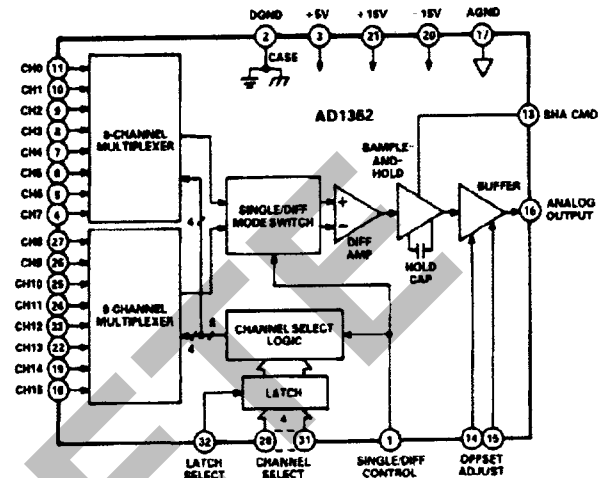 DGND +5V +15V -15V AGND
2 3 21 20 17
CASE
AD1362
CH0 11
CH1 10
CH2 9
CH3 8
CH4 7
CH5 6
CH6 5
CH7 4
8-CHANNEL
MULTIPLEXER
CH8 27
CH9 26
CH10 25
CH11 24
CH12 23
CH13 22
CH14 19
CH15 18
8-CHANNEL
MULTIPLEXER
4
8
4
SINGLE/DIFF
MODE SWITCH
+
-
DIFF
AMP
SAMPLE-
AND-
HOLD
HOLD
CAP
BUFFER
13 SHA CMD
16 ANALOG
OUTPUT
CHANNEL SELECT
LOGIC
LATCH
4
32 28 31 1 14 15
LATCH
SELECT
CHANNEL
SELECT
SINGLE/DIFF
CONTROL
OFFSET
ADJUST